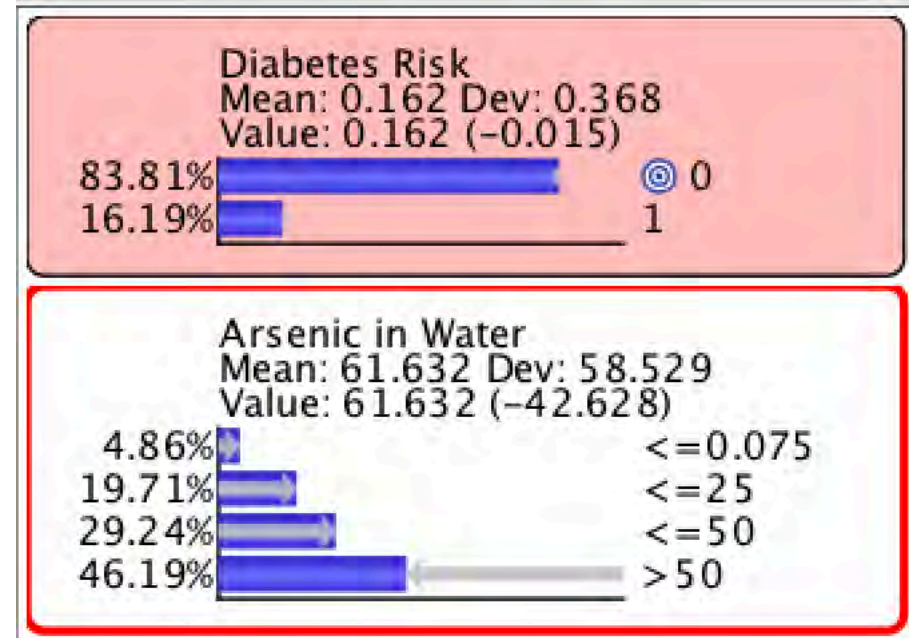 Diabetes Risk
Mean: 0.162 Dev: 0.368
Value: 0.162 (−0.015)
83.81% 0
16.19% 1
Arsenic in Water
Mean: 61.632 Dev: 58.529
Value: 61.632 (−42.628)
4.86% <=0.075
19.71% <=25
29.24% <=50
46.19% >50